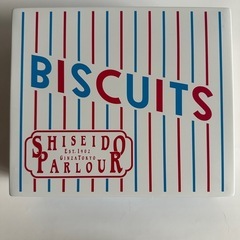 BISCUITS
SHISEIDO
EST. 1902
GINZA TOKYO
PARLOUR